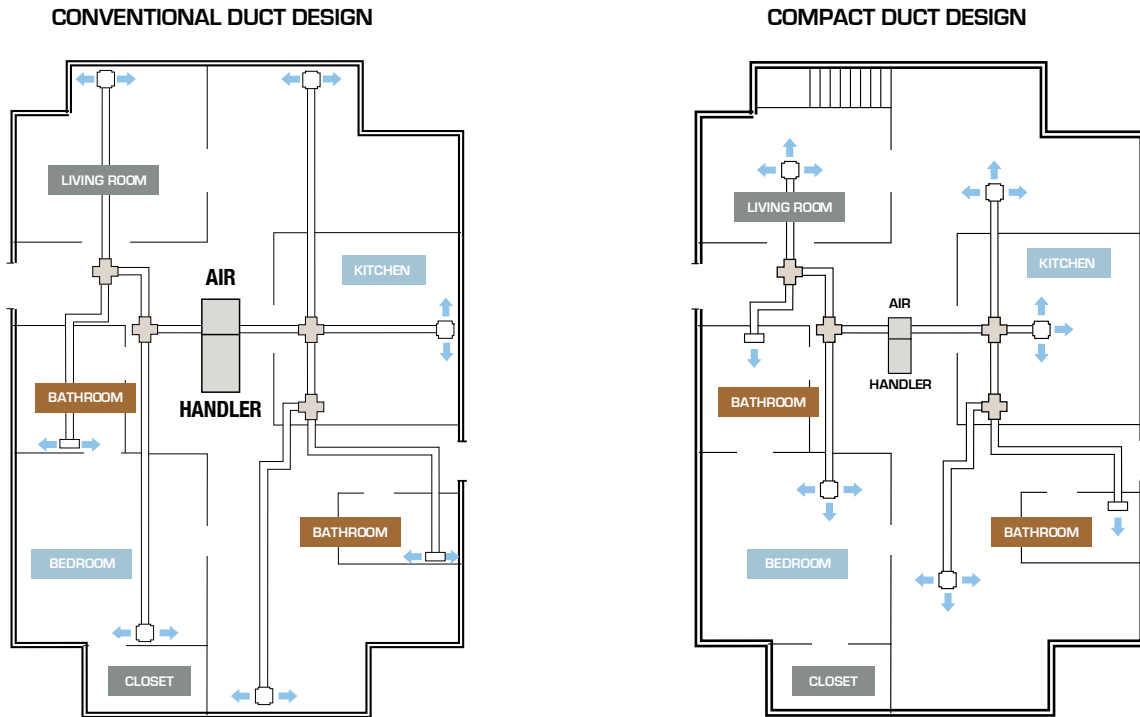 CONVENTIONAL DUCT DESIGN
LIVING ROOM
KITCHEN
AIR
HANDLER
BATHROOM
BATHROOM
BEDROOM
CLOSET
COMPACT DUCT DESIGN
LIVING ROOM
KITCHEN
AIR
HANDLER
BATHROOM
BATHROOM
BEDROOM
CLOSET